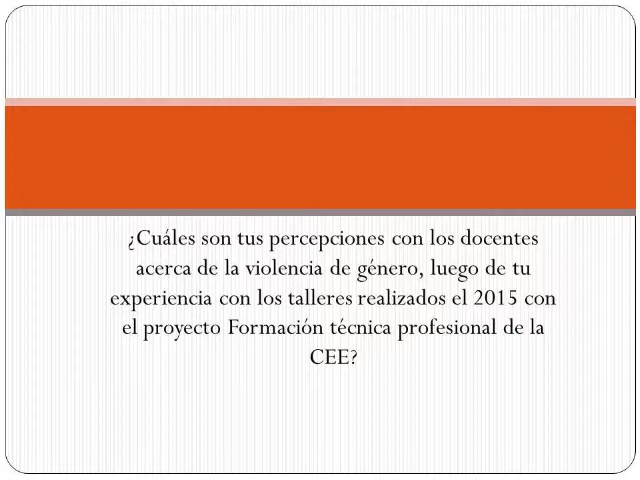 ¿Cuáles son tus percepciones con los docentes
acerca de la violencia de género, luego de tu
experiencia con los talleres realizados el 2015 con
el proyecto Formación técnica profesional de la
CEE?